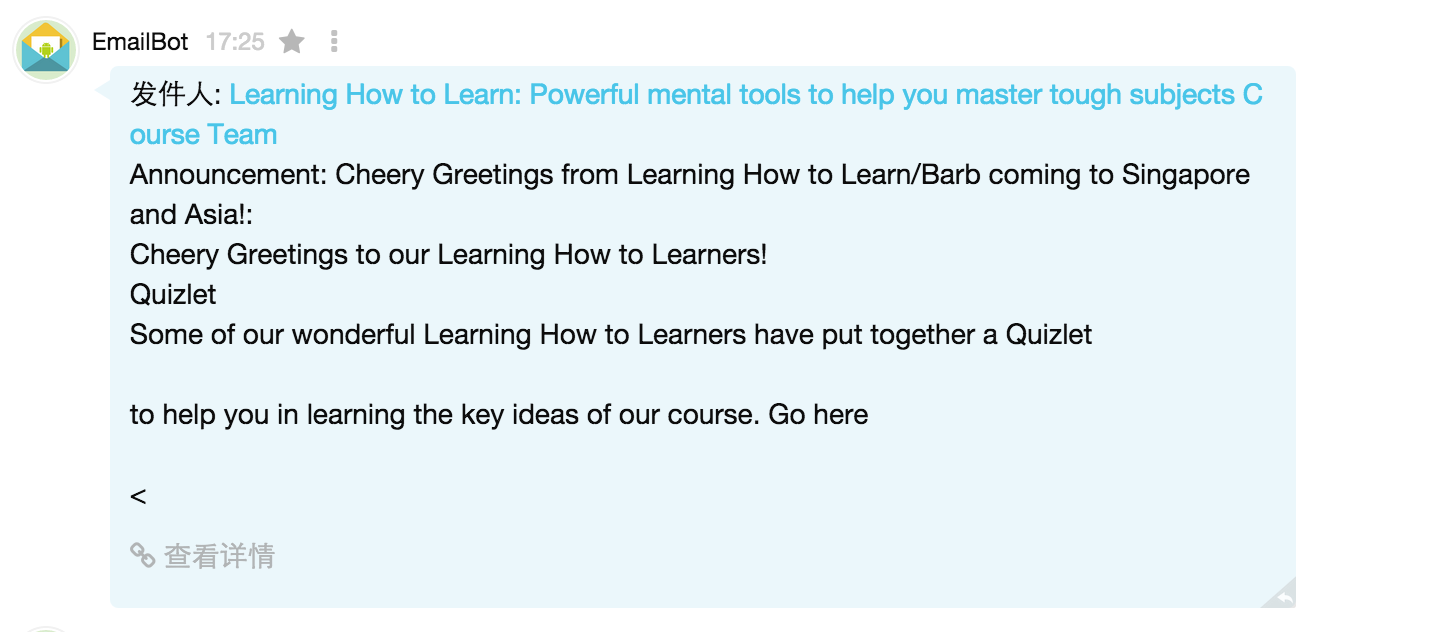 EmailBot 17:25
发件人: Learning How to Learn: Powerful mental tools to help you master tough subjects C
ourse Team
Announcement: Cheery Greetings from Learning How to Learn/Barb coming to Singapore
and Asia!:
Cheery Greetings to our Learning How to Learners!
Quizlet
Some of our wonderful Learning How to Learners have put together a Quizlet
to help you in learning the key ideas of our course. Go here
<
查看详情